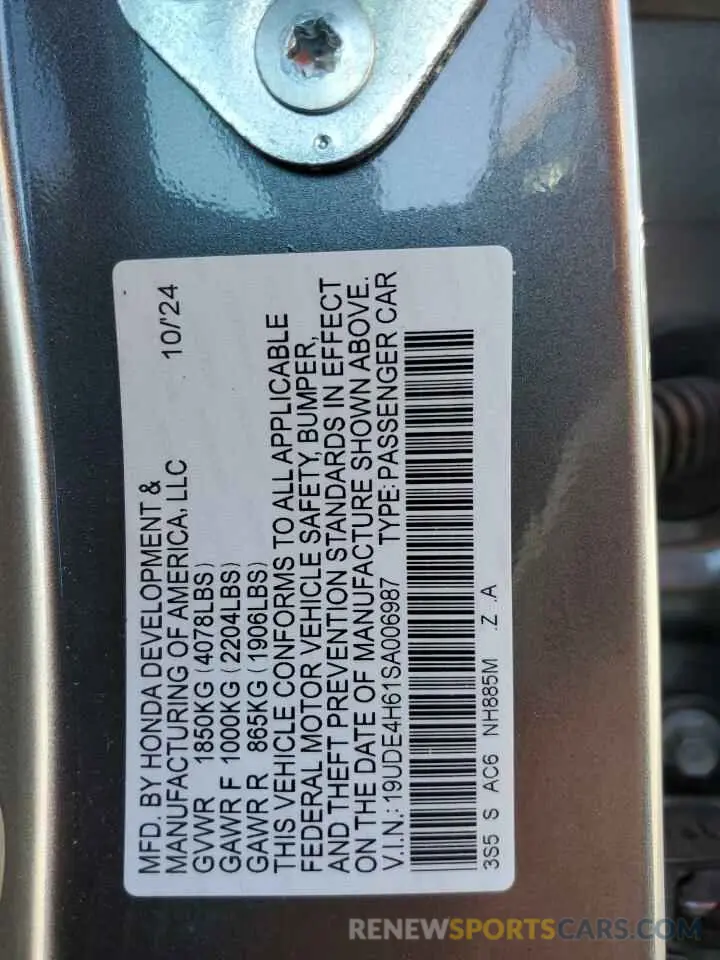 MFD. BY HONDA DEVELOPMENT &
MANUFACTURING OF AMERICA, LLC 10/'24
GVWR 1850KG (4078LBS)
GAWR F 1000KG (2204LBS)
GAWR R 865KG (1906LBS)
THIS VEHICLE CONFORMS TO ALL APPLICABLE
FEDERAL MOTOR VEHICLE SAFETY, BUMPER,
AND THEFT PREVENTION STANDARDS IN EFFECT
ON THE DATE OF MANUFACTURE SHOWN ABOVE.
V.I.N.: 19UDE4H61SA006987 TYPE: PASSENGER CAR
3S5 S AC6 NH885M .Z .A
RENEWSPORTSCARS.COM